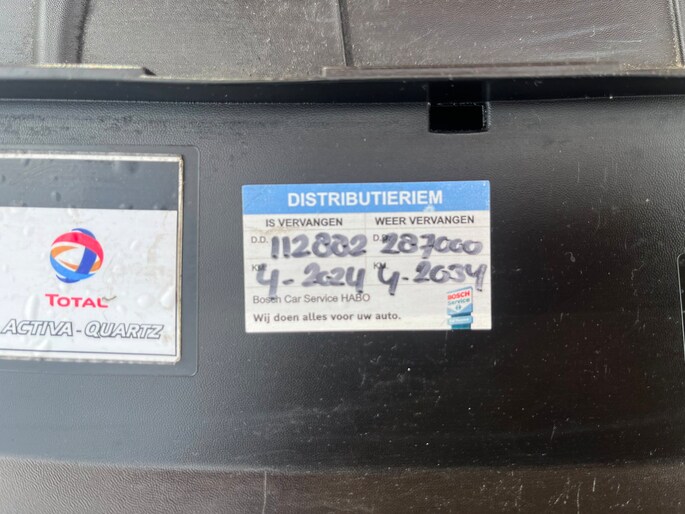 TOTAL
ACTIVA - QUARTZ
DISTRIBUTIERIEM
IS VERVANGEN WEER VERVANGEN
D.D. 112882 D.D. 287000
KM 4-2024 KM 4-2034
Bosch Car Service HABO
Wij doen alles voor uw auto.
BOSCH
Service